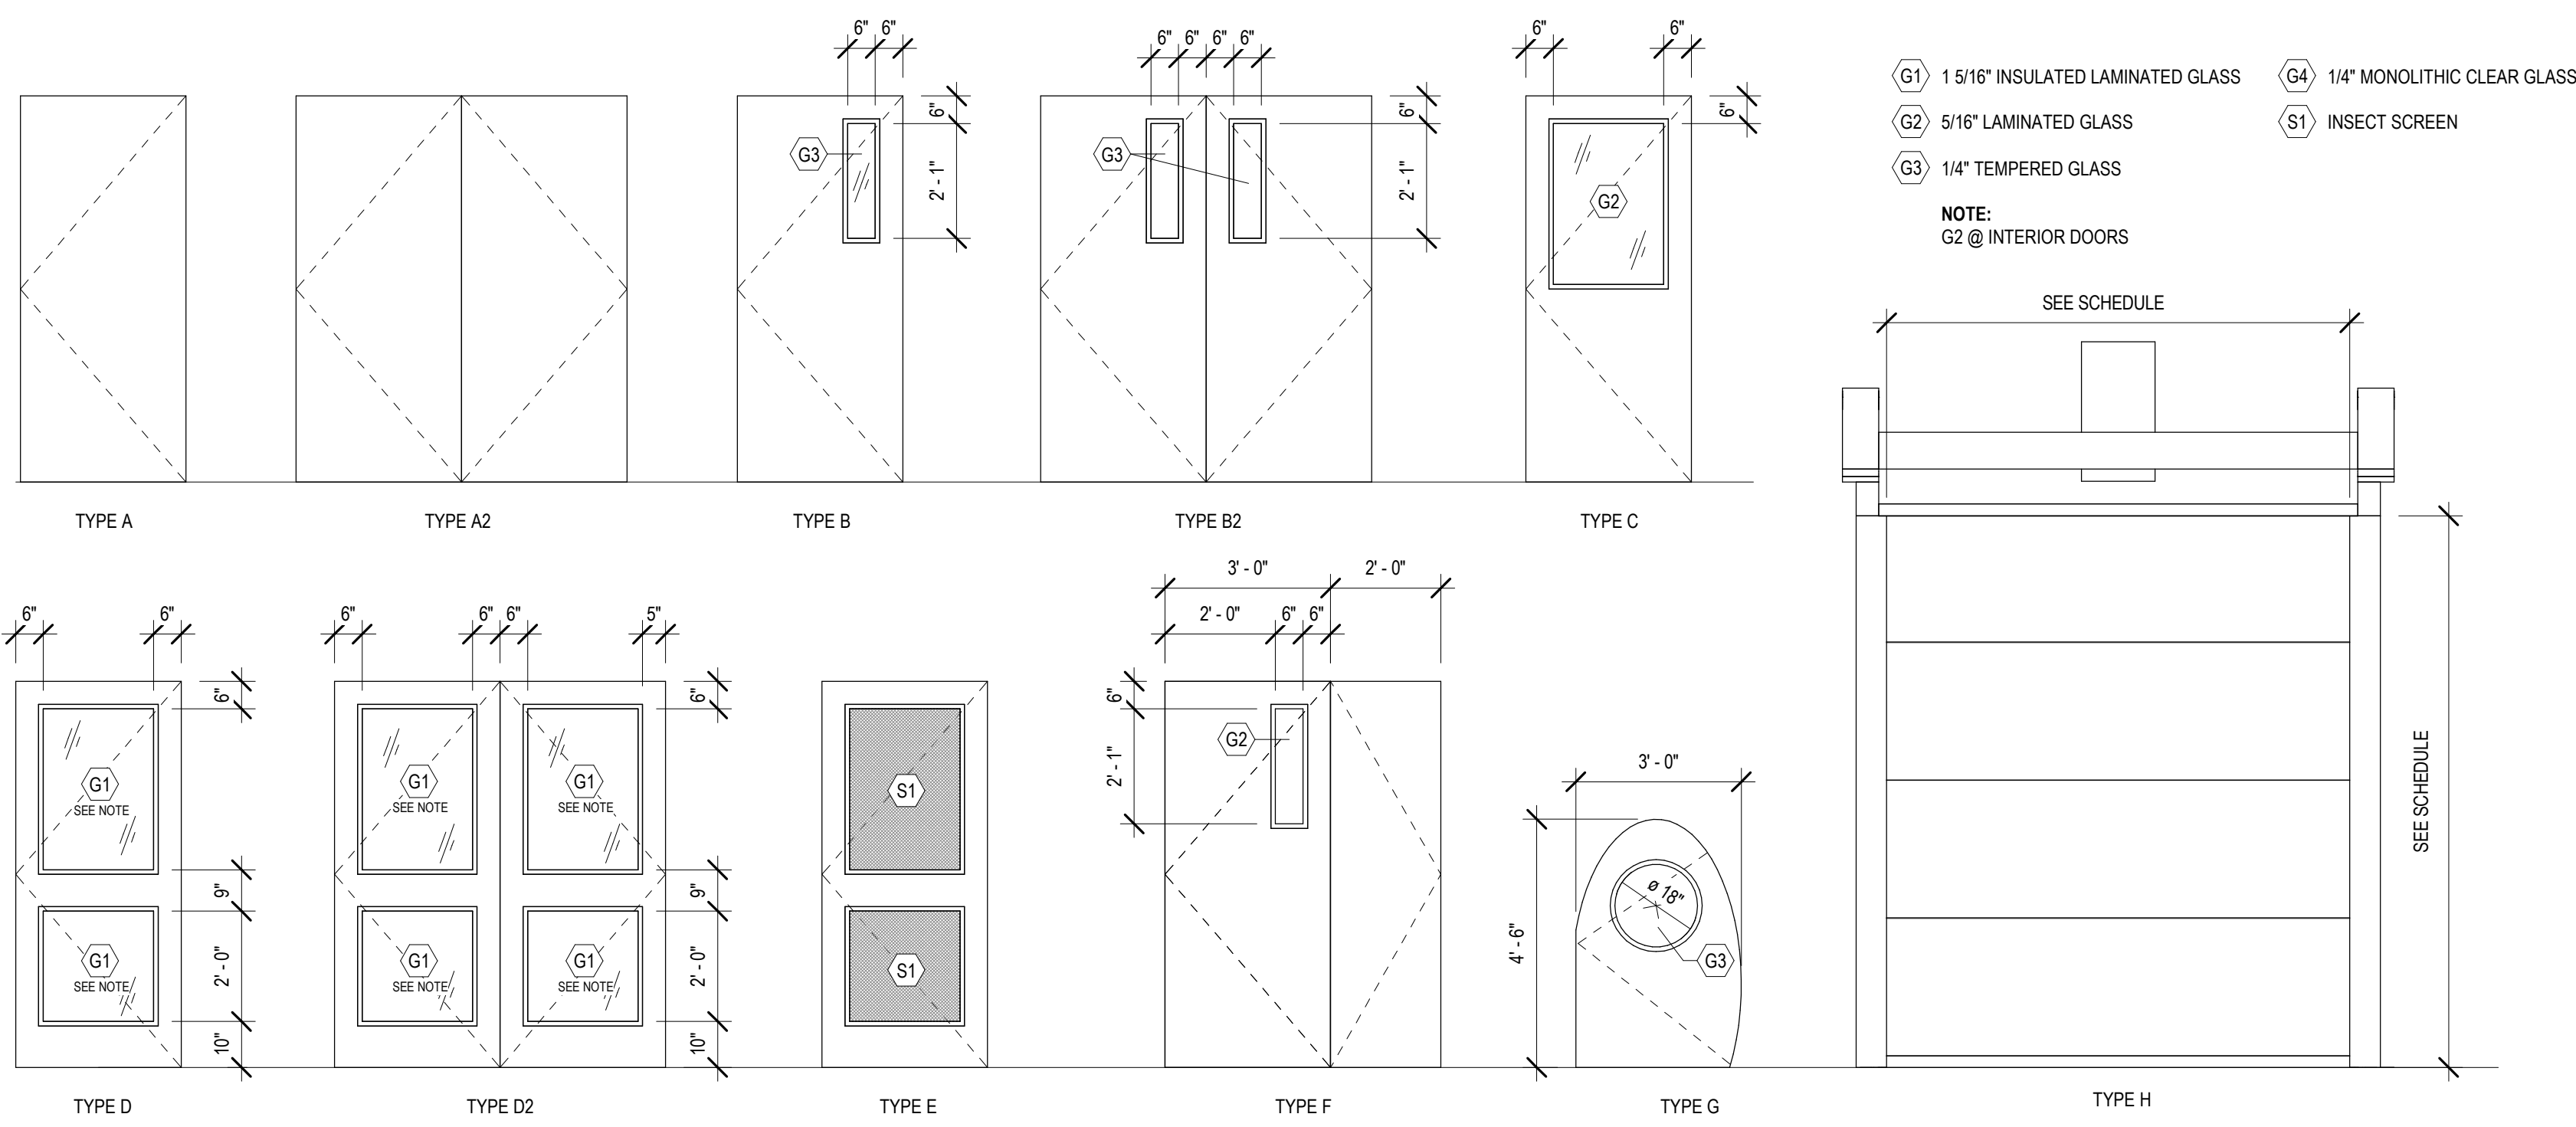 6" 6"
6"
2' - 1"
G3
TYPE A
TYPE A2
TYPE B
6" 6" 6" 6"
6"
2' - 1"
G3
TYPE B2
6" 6"
6"
G2
TYPE C
G1 1 5/16" INSULATED LAMINATED GLASS
G2 5/16" LAMINATED GLASS
G3 1/4" TEMPERED GLASS
G4 1/4" MONOLITHIC CLEAR GLASS
S1 INSECT SCREEN
NOTE:
G2 @ INTERIOR DOORS
SEE SCHEDULE
SEE SCHEDULE
TYPE H
6" 6"
6"
G1
SEE NOTE
9"
G1
SEE NOTE
2' - 0"
10"
TYPE D
6" 6" 6" 5"
6"
G1 G1
SEE NOTE SEE NOTE
9"
G1 G1
SEE NOTE SEE NOTE
2' - 0"
10"
TYPE D2
S1
S1
TYPE E
3' - 0" 2' - 0"
2' - 0" 6" 6"
6"
2' - 1"
G2
TYPE F
3' - 0"
4' - 6"
ø 18"
G3
TYPE G